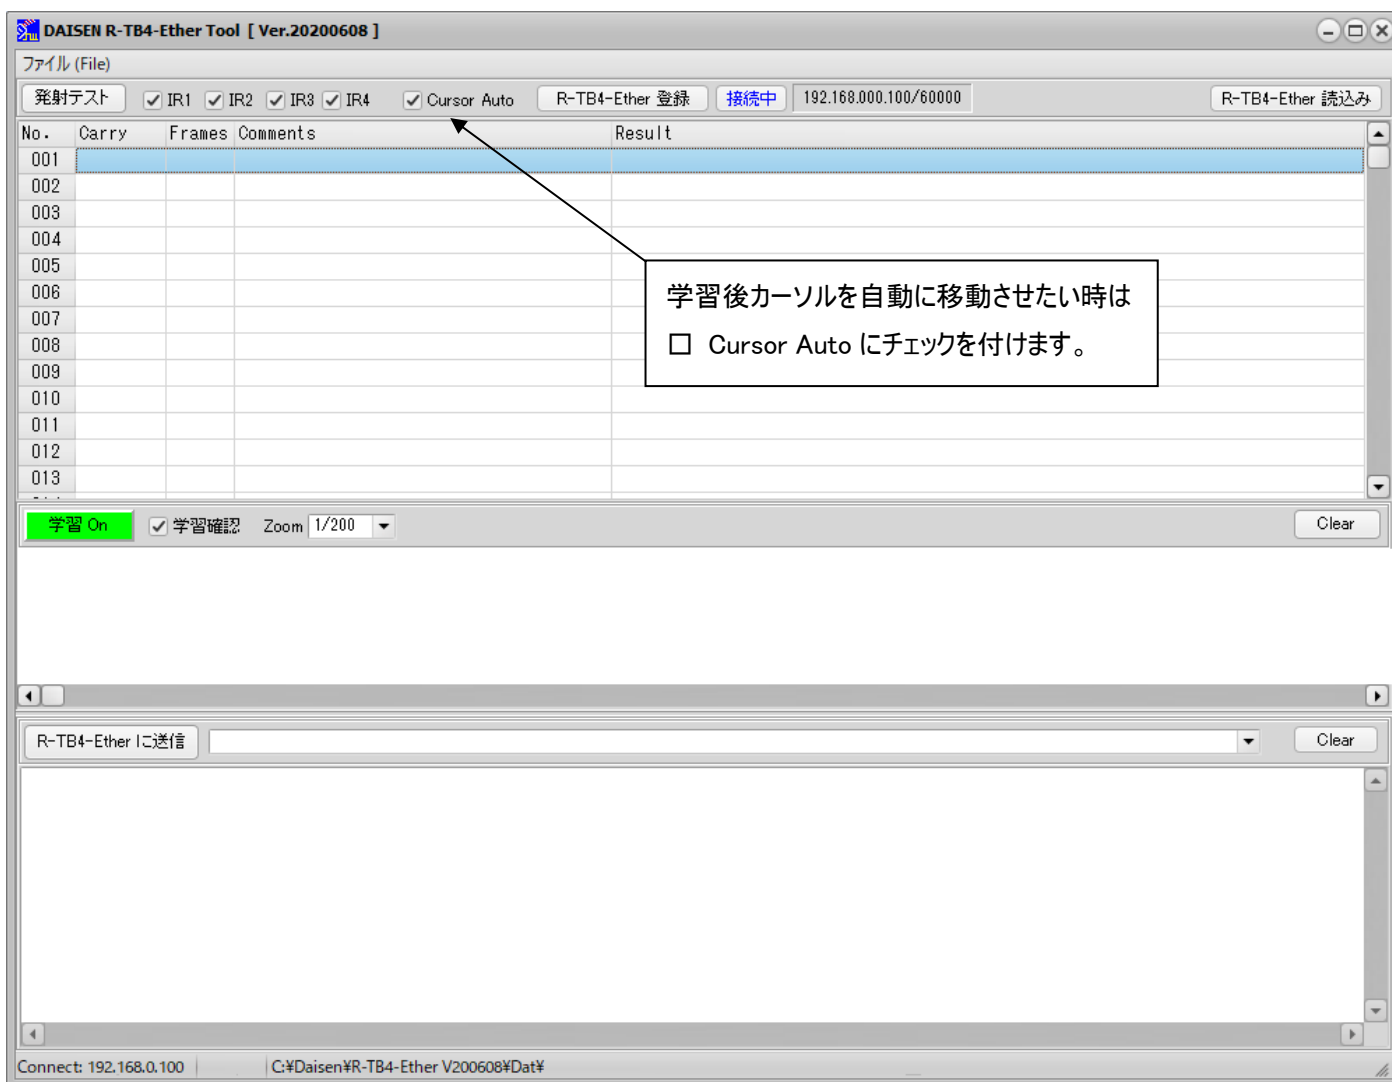 DAISEN R-TB4-Ether Tool [ Ver.20200608 ]
ファイル (File)
発射テスト IR1 IR2 IR3 IR4 Cursor Auto R-TB4-Ether 登録 接続中 192.168.000.100/60000 R-TB4-Ether 読込み
No. Carry Frames Comments Result
001
002
003
004
005
006
007
008
009
010
011
012
013
学習後カーソルを自動に移動させたい時は
□ Cursor Auto にチェックを付けます。
学習 On 学習確認 Zoom 1/200 Clear
R-TB4-Ether に送信 Clear
Connect: 192.168.0.100 C:¥Daisen¥R-TB4-Ether V200608¥Dat¥